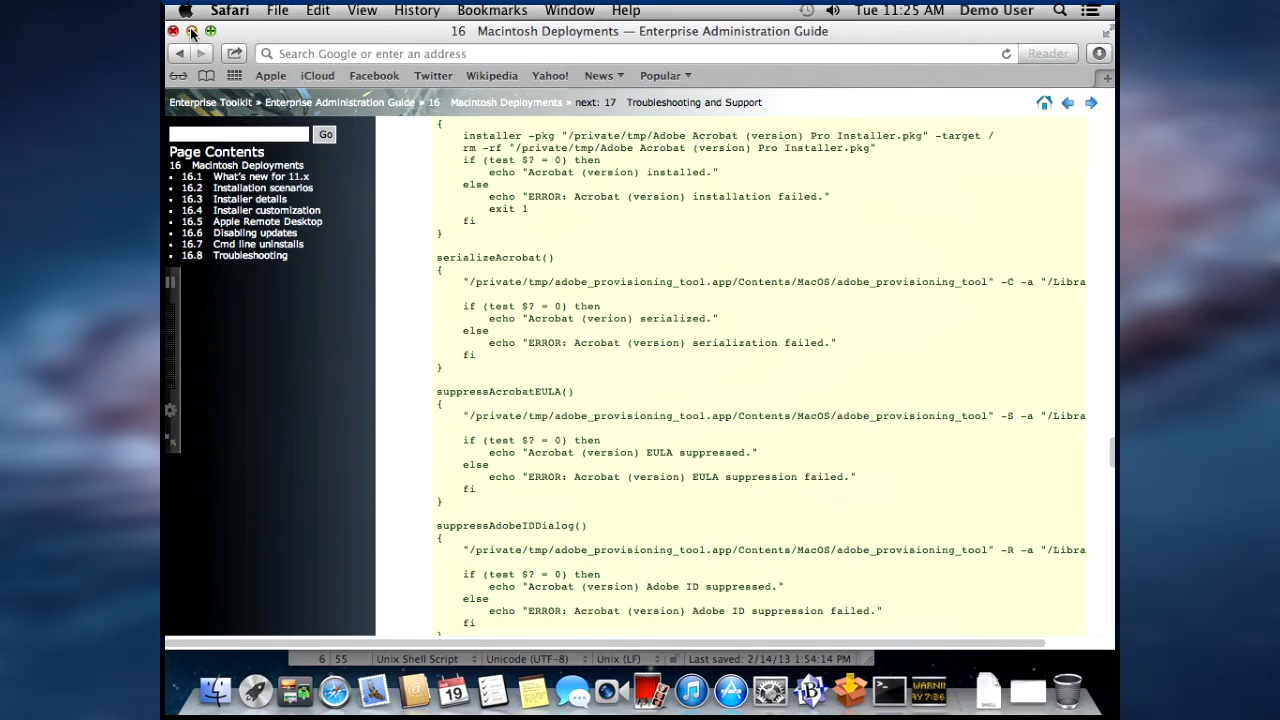 Safari File Edit View History Bookmarks Window Help Tue 11:25 AM Demo User
16 Macintosh Deployments — Enterprise Administration Guide
Search Google or enter an address Reader
Apple iCloud Facebook Twitter Wikipedia Yahoo! News Popular
Enterprise Toolkit » Enterprise Administration Guide » 16 Macintosh Deployments » next: 17 Troubleshooting and Support
Go
Page Contents
16 Macintosh Deployments
16.1 What's new for 11.x
16.2 Installation scenarios
16.3 Installer details
16.4 Installer customization
16.5 Apple Remote Desktop
16.6 Disabling updates
16.7 Cmd line uninstalls
16.8 Troubleshooting
{
installer -pkg "/private/tmp/Adobe Acrobat (version) Pro Installer.pkg" -target /
rm -rf "/private/tmp/Adobe Acrobat (version) Pro Installer.pkg"
if (test $? = 0) then
echo "Acrobat (version) installed."
else
echo "ERROR: Acrobat (version) installation failed."
exit 1
fi
}
serializeAcrobat()
{
"/private/tmp/adobe_provisioning_tool.app/Contents/MacOS/adobe_provisioning_tool" -C -a "/Libra
if (test $? = 0) then
echo "Acrobat (verion) serialized."
else
echo "ERROR: Acrobat (version) serialization failed."
fi
}
suppressAcrobatEULA()
{
"/private/tmp/adobe_provisioning_tool.app/Contents/MacOS/adobe_provisioning_tool" -S -a "/Libra
if (test $? = 0) then
echo "Acrobat (version) EULA suppressed."
else
echo "ERROR: Acrobat (version) EULA suppression failed."
fi
}
suppressAdobeIDDialog()
{
"/private/tmp/adobe_provisioning_tool.app/Contents/MacOS/adobe_provisioning_tool" -R -a "/Libra
if (test $? = 0) then
echo "Acrobat (version) Adobe ID suppressed."
else
echo "ERROR: Acrobat (version) Adobe ID suppression failed."
fi
}
6 55 Unix Shell Script Unicode (UTF-8) Unix (LF) Last saved: 2/14/13 1:54:14 PM
19
WARNIN
AY 7:36
SHELL